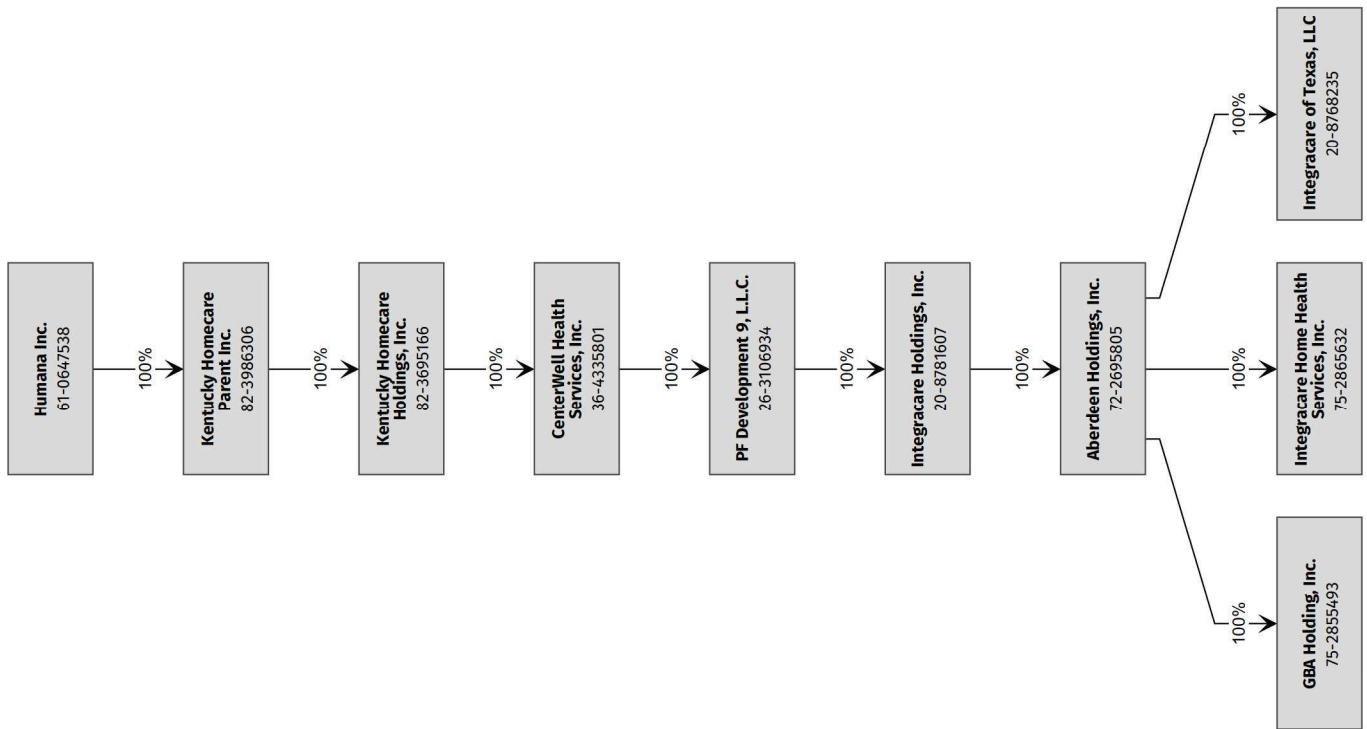 Humana Inc.
61-0647538
100%
Kentucky Homecare
Parent Inc.
82-3986306
100%
Kentucky Homecare
Holdings, Inc.
82-3695166
100%
CenterWell Health
Services, Inc.
36-4335801
100%
PF Development 9, L.L.C.
26-3106934
100%
Integracare Holdings, Inc.
20-8781607
100%
Aberdeen Holdings, Inc.
72-2695805
100%
100%
100%
GBA Holding, Inc.
75-2855493
Integracare Home Health
Services, Inc.
75-2865632
Integracare of Texas, LLC
20-8768235